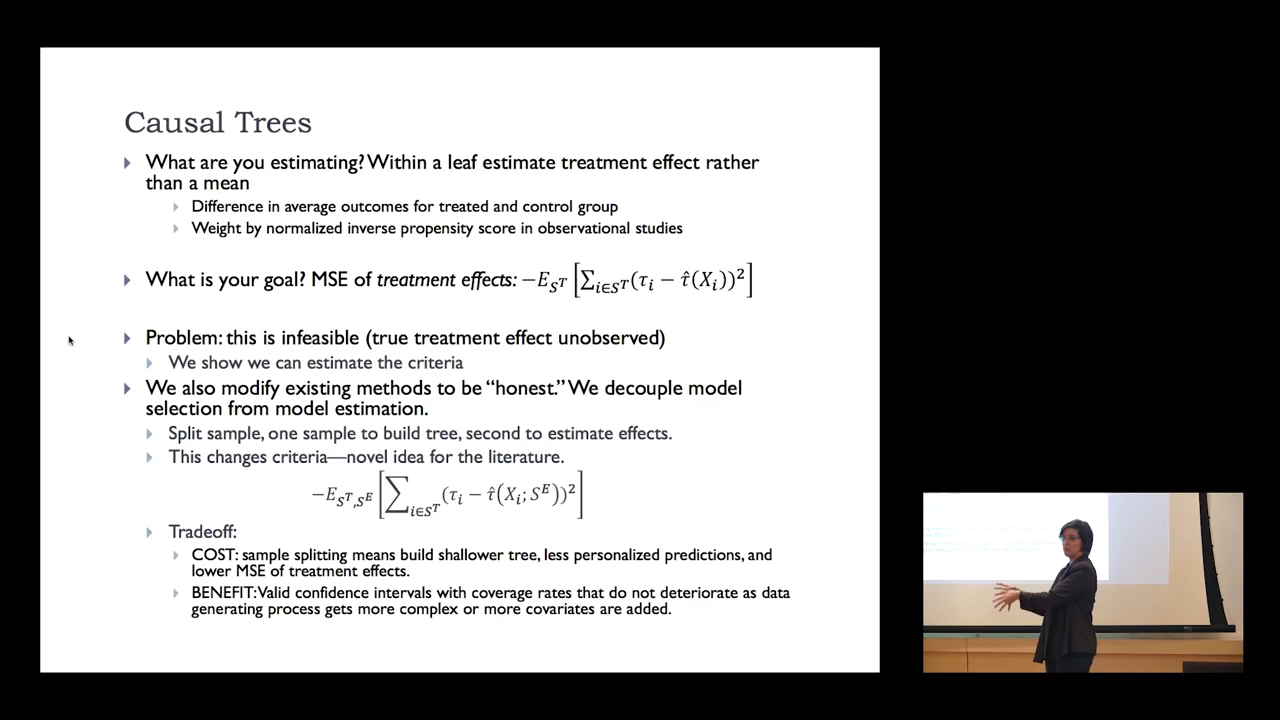 Causal Trees
What are you estimating? Within a leaf estimate treatment effect rather
than a mean
Difference in average outcomes for treated and control group
Weight by normalized inverse propensity score in observational studies
What is your goal? MSE of treatment effects: −E_{S^T} [∑_{i∈S^T}(τ_i − τ̂(X_i))²]
Problem: this is infeasible (true treatment effect unobserved)
We show we can estimate the criteria
We also modify existing methods to be “honest.” We decouple model
selection from model estimation.
Split sample, one sample to build tree, second to estimate effects.
This changes criteria—novel idea for the literature.
−E_{S^T,S^E} [∑_{i∈S^T}(τ_i − τ̂(X_i; S^E))²]
Tradeoff:
COST: sample splitting means build shallower tree, less personalized predictions, and
lower MSE of treatment effects.
BENEFIT: Valid confidence intervals with coverage rates that do not deteriorate as data
generating process gets more complex or more covariates are added.